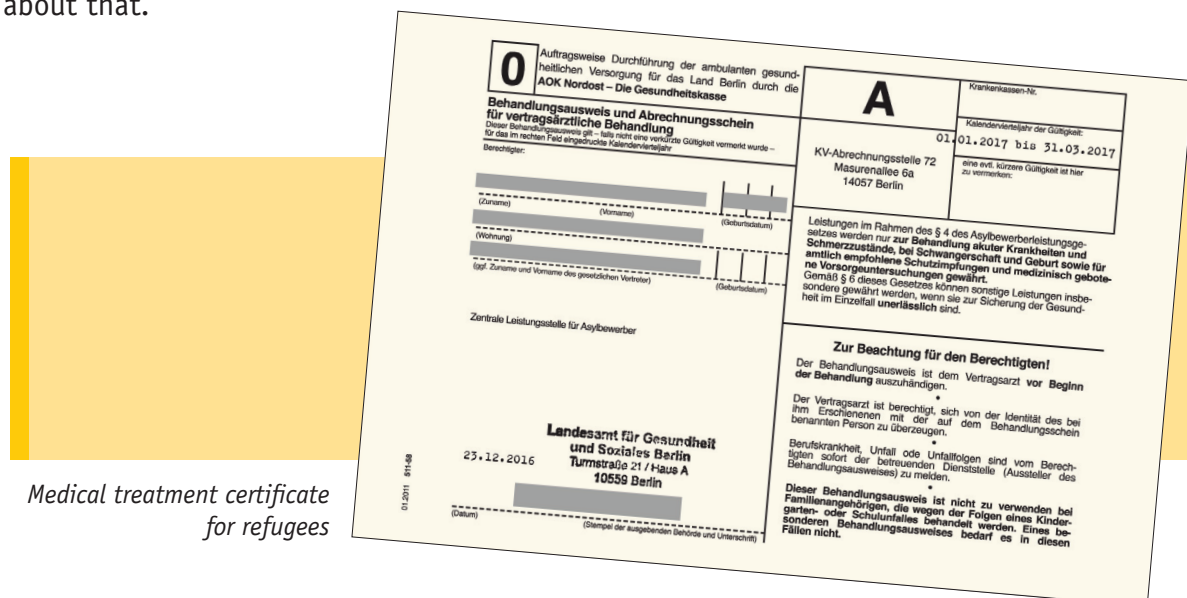 about that.
0
Auftragsweise Durchführung der ambulanten gesund-
heitlichen Versorgung für das Land Berlin durch die
AOK Nordost – Die Gesundheitskasse
Behandlungsausweis und Abrechnungsschein
für vertragsärztliche Behandlung
Dieser Behandlungsausweis gilt – falls nicht eine verkürzte Gültigkeit vermerkt wurde –
für das im rechten Feld eingedruckte Kalendervierteljahr
Berechtigter:
(Zuname) (Vorname) (Geburtsdatum)
(Wohnung)
(ggf. Zuname und Vorname des gesetzlichen Vertreter) (Geburtsdatum)
Zentrale Leistungsstelle für Asylbewerber
23.12.2016
Landesamt für Gesundheit
und Soziales Berlin
Turmstraße 21 / Haus A
10559 Berlin
01.2011 511-58
(Datum) (Stempel der ausgebenden Behörde und Unterschrift)
A
Krankenkassen-Nr.
Kalendervierteljahr der Gültigkeit:
01.01.2017 bis 31.03.2017
KV-Abrechnungsstelle 72
Masurenallee 6a
14057 Berlin
eine evtl. kürzere Gültigkeit ist hier
zu vermerken:
Leistungen im Rahmen des § 4 des Asylbewerberleistungsge-
setzes werden nur zur Behandlung akuter Krankheiten und
Schmerzzustände, bei Schwangerschaft und Geburt sowie für
amtlich empfohlene Schutzimpfungen und medizinisch gebote-
ne Vorsorgeuntersuchungen gewährt.
Gemäß § 6 dieses Gesetzes können sonstige Leistungen insbe-
sondere gewährt werden, wenn sie zur Sicherung der Gesund-
heit im Einzelfall unerlässlich sind.
Zur Beachtung für den Berechtigten!
Der Behandlungsausweis ist dem Vertragsarzt vor Beginn
der Behandlung auszuhändigen.
•
Der Vertragsarzt ist berechtigt, sich von der Identität des bei
ihm Erschienenen mit der auf dem Behandlungsschein
benannten Person zu überzeugen.
•
Berufskrankheit, Unfall ode Unfallfolgen sind vom Berech-
tigten sofort der betreuenden Dienststelle (Aussteller des
Behandlungsausweises) zu melden.
•
Dieser Behandlungsausweis ist nicht zu verwenden bei
Familienangehörigen, die wegen der Folgen eines Kinder-
garten- oder Schulunfalles behandelt werden. Eines be-
sonderen Behandlungsausweises bedarf es in diesen
Fällen nicht.
Medical treatment certificate
for refugees